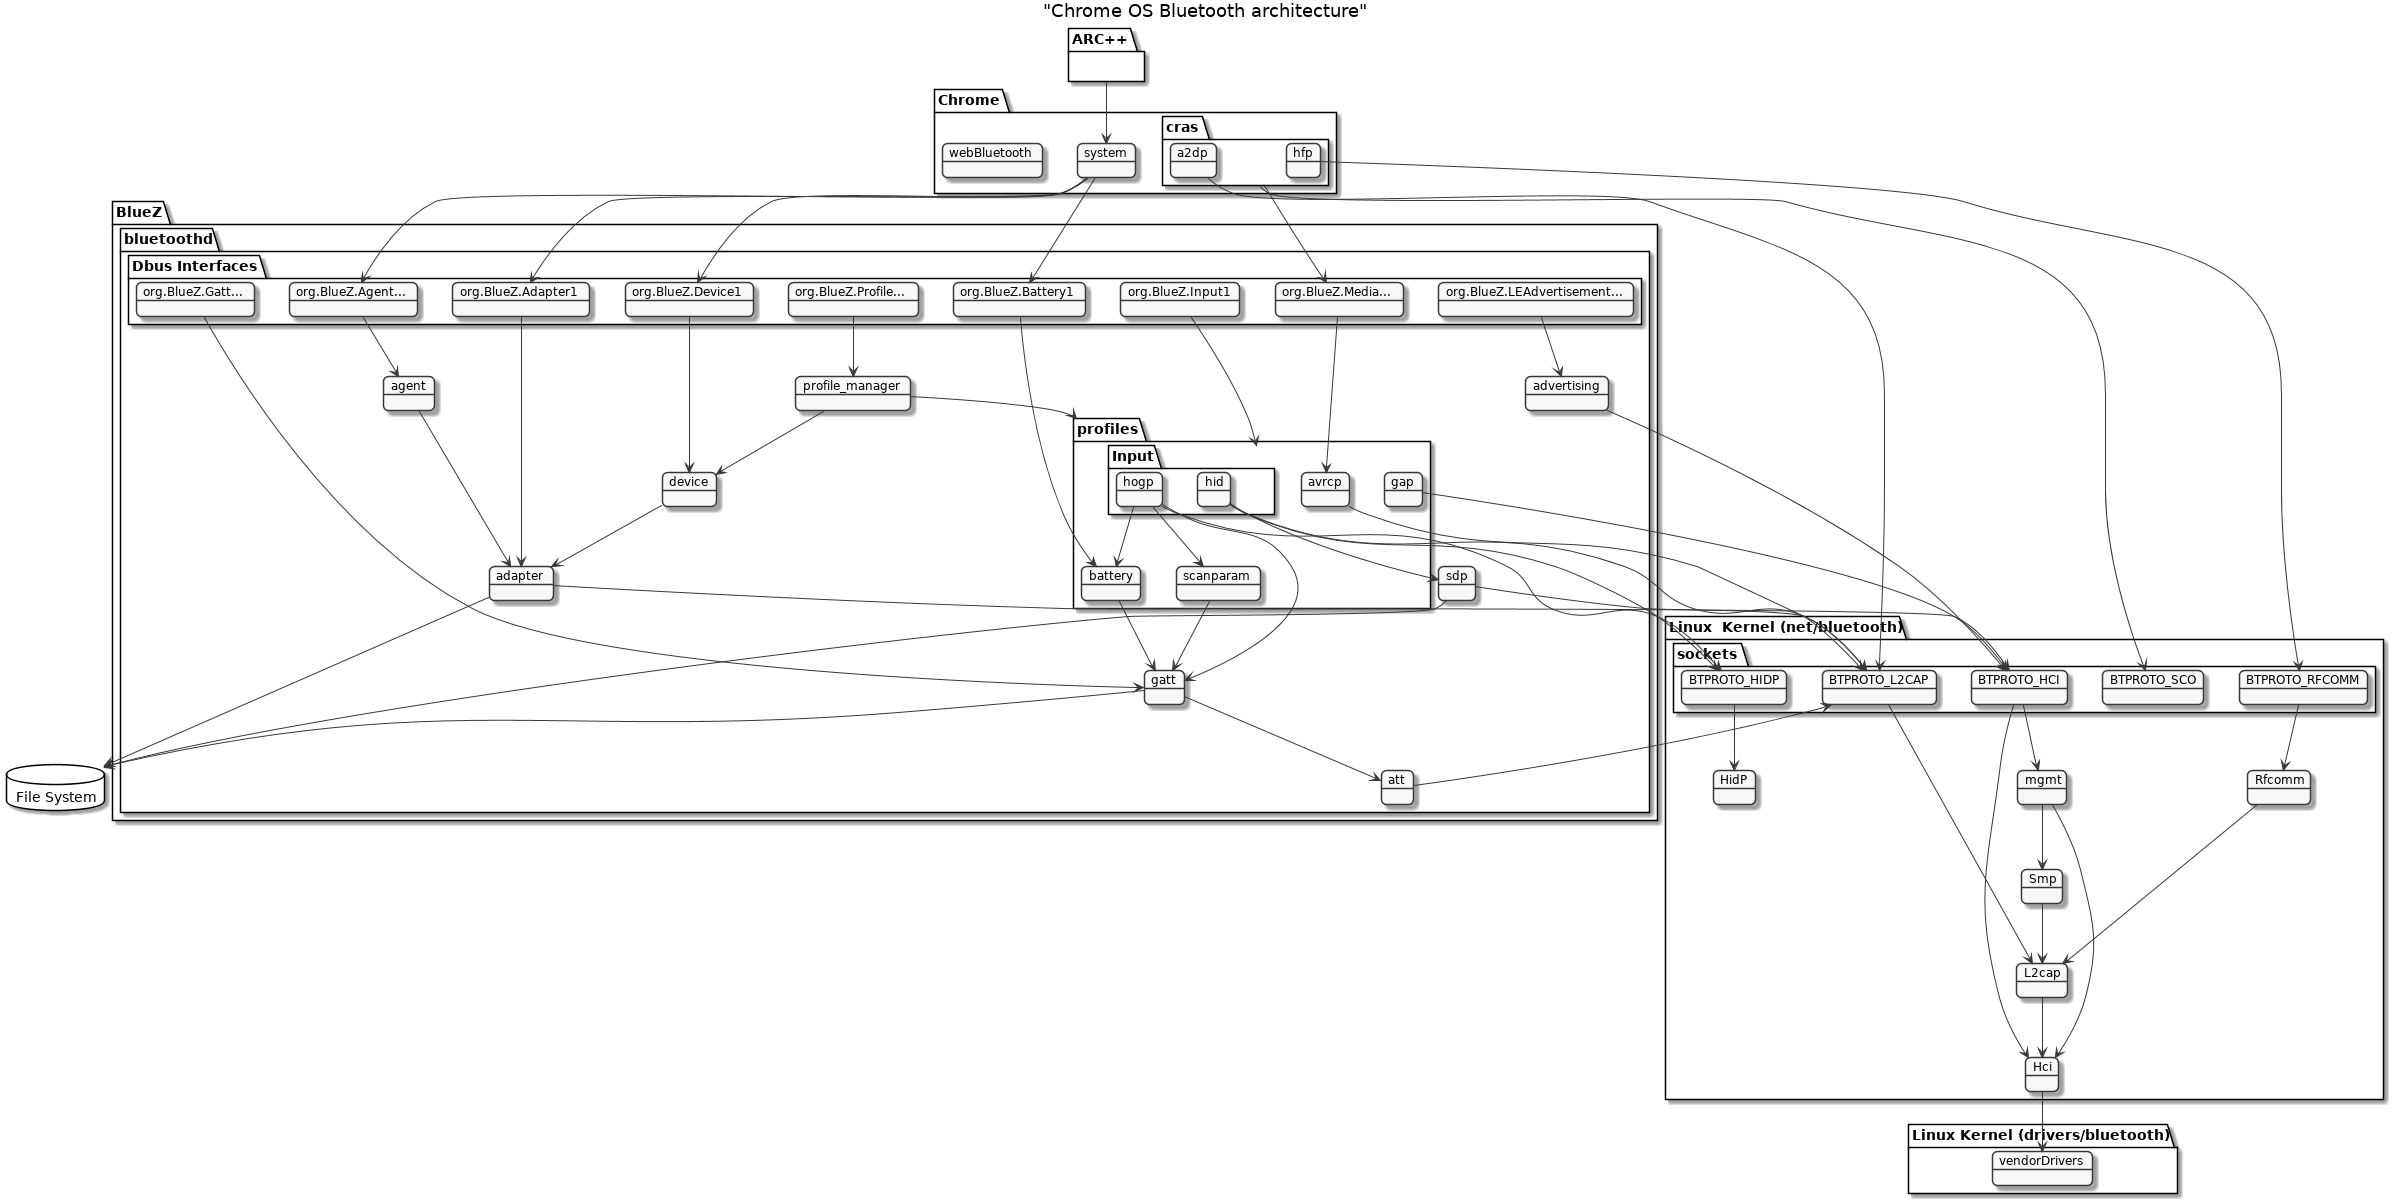 "Chrome OS Bluetooth architecture"
ARC++
Chrome
cras
webBluetooth
system
a2dp
hfp
BlueZ
bluetoothd
Dbus Interfaces
org.BlueZ.Gatt...
org.BlueZ.Agent...
org.BlueZ.Adapter1
org.BlueZ.Device1
org.BlueZ.Profile...
org.BlueZ.Battery1
org.BlueZ.Input1
org.BlueZ.Media...
org.BlueZ.LEAdvertisement...
agent
profile_manager
advertising
profiles
Input
device
hogp
hid
avrcp
gap
adapter
battery
scanparam
sdp
Linux  Kernel (net/bluetooth)
sockets
gatt
BTPROTO_HIDP
BTPROTO_L2CAP
BTPROTO_HCI
BTPROTO_SCO
BTPROTO_RFCOMM
File System
att
HidP
mgmt
Rfcomm
Smp
L2cap
Hci
Linux Kernel (drivers/bluetooth)
vendorDrivers